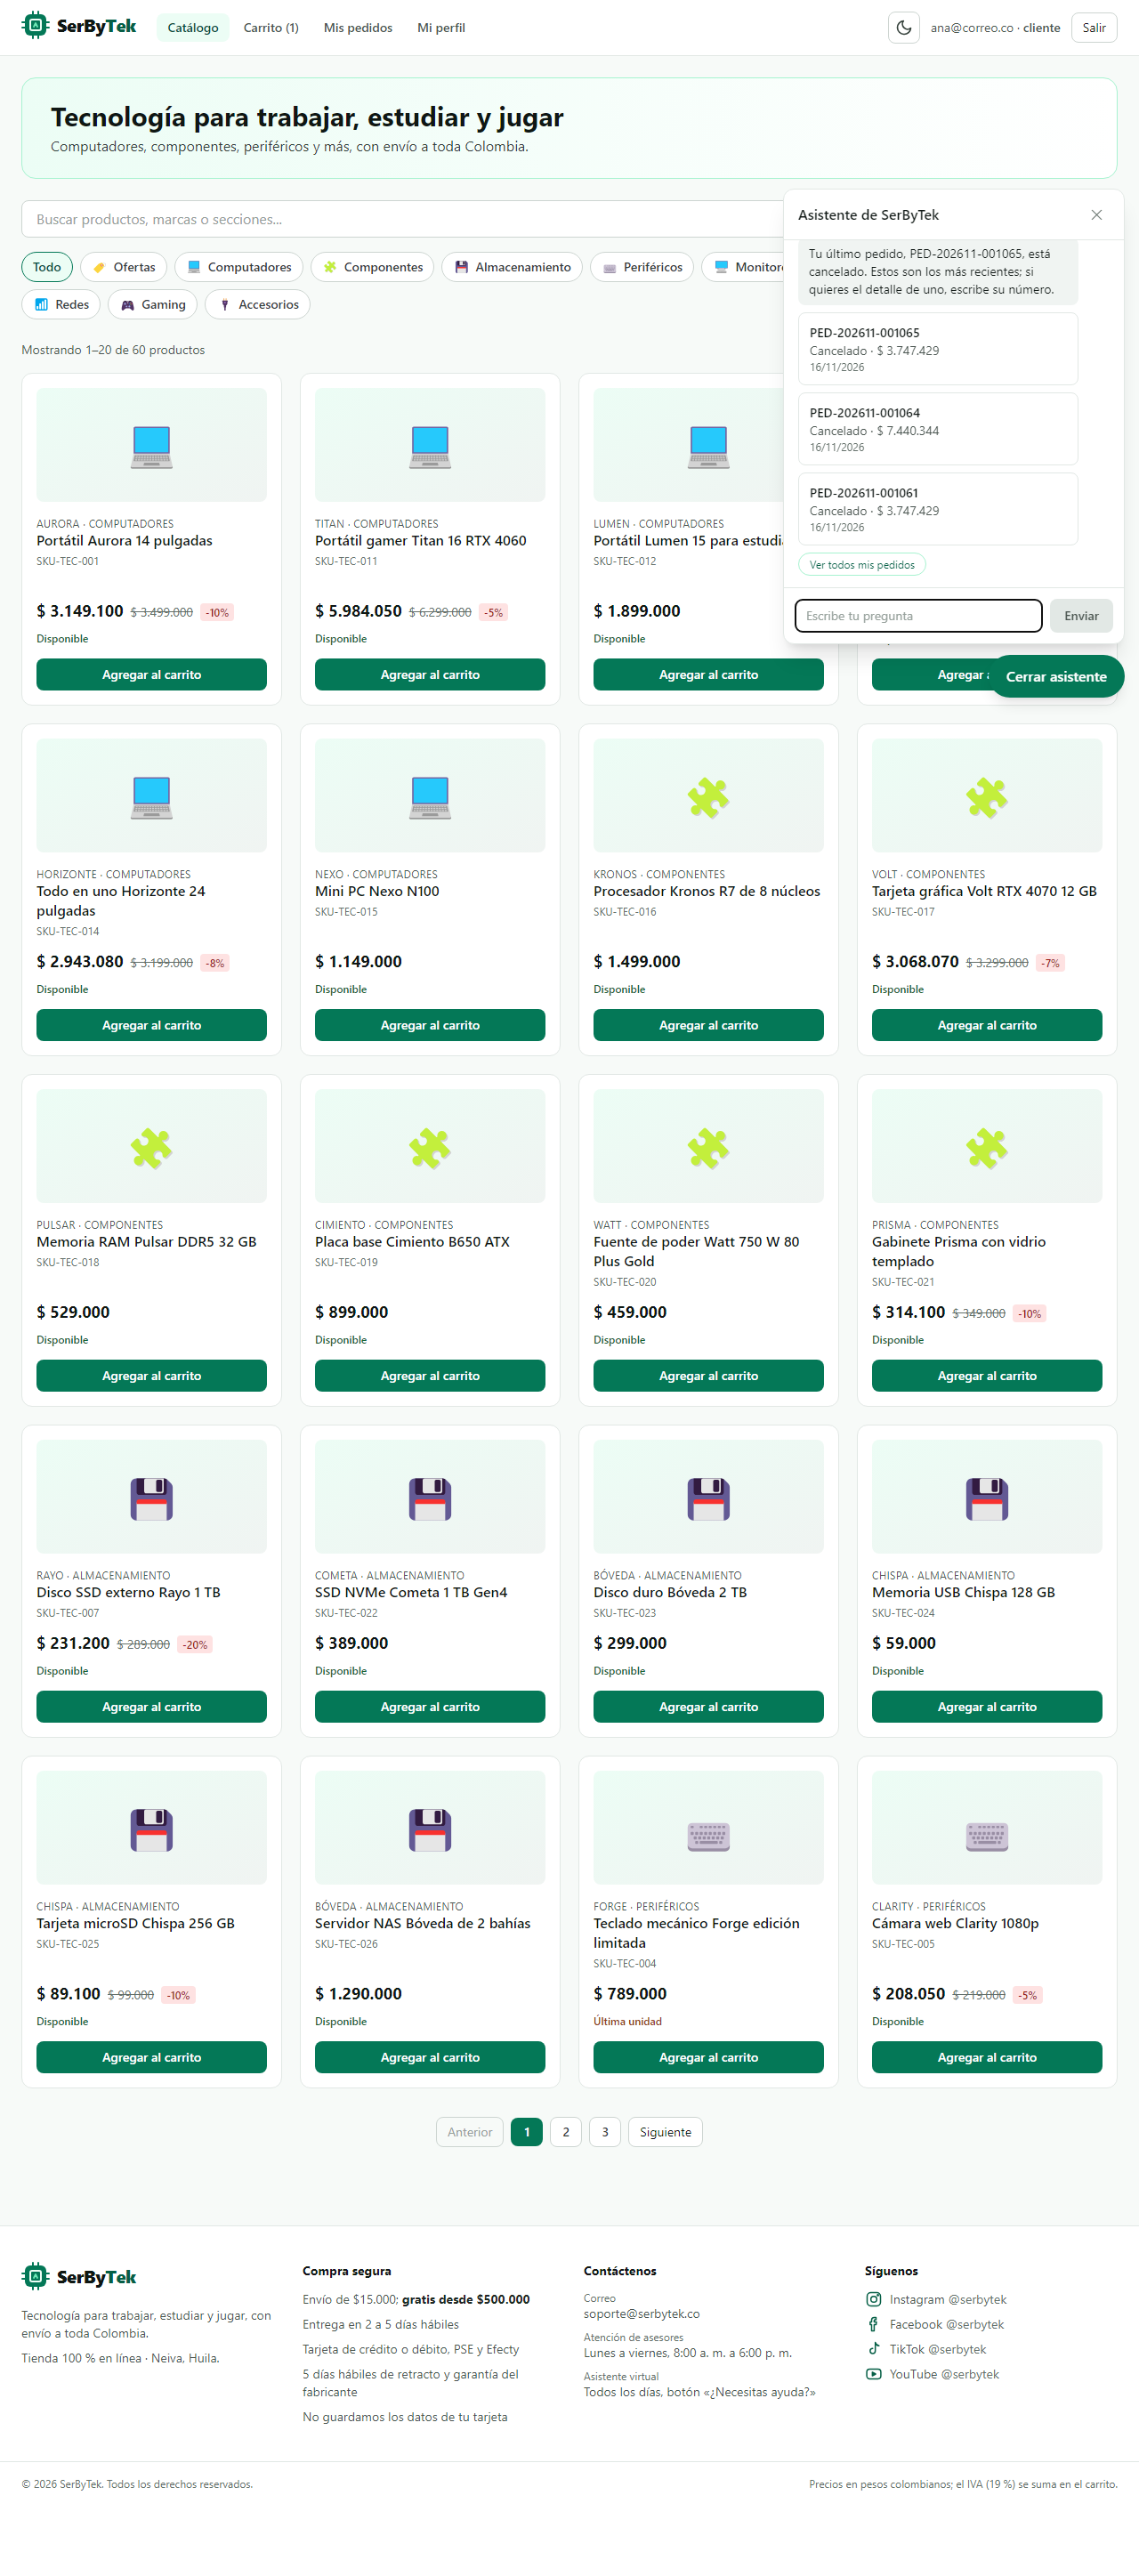 SerByTek
Catálogo
Carrito (1)
Mis pedidos
Mi perfil
ana@correo.co · cliente
Salir
Tecnología para trabajar, estudiar y jugar
Computadores, componentes, periféricos y más, con envío a toda Colombia.
Buscar productos, marcas o secciones...
Todo
Ofertas
Computadores
Componentes
Almacenamiento
Periféricos
Monitore
Redes
Gaming
Accesorios
Mostrando 1–20 de 60 productos
Asistente de SerByTek
Tu último pedido, PED-202611-001065, está
cancelado. Estos son los más recientes; si
quieres el detalle de uno, escribe su número.
PED-202611-001065
Cancelado · $ 3.747.429
16/11/2026
PED-202611-001064
Cancelado · $ 7.440.344
16/11/2026
PED-202611-001061
Cancelado · $ 3.747.429
16/11/2026
Ver todos mis pedidos
Escribe tu pregunta
Enviar
Cerrar asistente
AURORA · COMPUTADORES
Portátil Aurora 14 pulgadas
SKU-TEC-001
$ 3.149.100 $ 3.499.000 -10%
Disponible
Agregar al carrito
TITAN · COMPUTADORES
Portátil gamer Titan 16 RTX 4060
SKU-TEC-011
$ 5.984.050 $ 6.299.000 -5%
Disponible
Agregar al carrito
LUMEN · COMPUTADORES
Portátil Lumen 15 para estudi
SKU-TEC-012
$ 1.899.000
Disponible
Agregar al carrito
Agregar
HORIZONTE · COMPUTADORES
Todo en uno Horizonte 24
pulgadas
SKU-TEC-014
$ 2.943.080 $ 3.199.000 -8%
Disponible
Agregar al carrito
NEXO · COMPUTADORES
Mini PC Nexo N100
SKU-TEC-015
$ 1.149.000
Disponible
Agregar al carrito
KRONOS · COMPONENTES
Procesador Kronos R7 de 8 núcleos
SKU-TEC-016
$ 1.499.000
Disponible
Agregar al carrito
VOLT · COMPONENTES
Tarjeta gráfica Volt RTX 4070 12 GB
SKU-TEC-017
$ 3.068.070 $ 3.299.000 -7%
Disponible
Agregar al carrito
PULSAR · COMPONENTES
Memoria RAM Pulsar DDR5 32 GB
SKU-TEC-018
$ 529.000
Disponible
Agregar al carrito
CIMIENTO · COMPONENTES
Placa base Cimiento B650 ATX
SKU-TEC-019
$ 899.000
Disponible
Agregar al carrito
WATT · COMPONENTES
Fuente de poder Watt 750 W 80
Plus Gold
SKU-TEC-020
$ 459.000
Disponible
Agregar al carrito
PRISMA · COMPONENTES
Gabinete Prisma con vidrio
templado
SKU-TEC-021
$ 314.100 $ 349.000 -10%
Disponible
Agregar al carrito
RAYO · ALMACENAMIENTO
Disco SSD externo Rayo 1 TB
SKU-TEC-007
$ 231.200 $ 289.000 -20%
Disponible
Agregar al carrito
COMETA · ALMACENAMIENTO
SSD NVMe Cometa 1 TB Gen4
SKU-TEC-022
$ 389.000
Disponible
Agregar al carrito
BÓVEDA · ALMACENAMIENTO
Disco duro Bóveda 2 TB
SKU-TEC-023
$ 299.000
Disponible
Agregar al carrito
CHISPA · ALMACENAMIENTO
Memoria USB Chispa 128 GB
SKU-TEC-024
$ 59.000
Disponible
Agregar al carrito
CHISPA · ALMACENAMIENTO
Tarjeta microSD Chispa 256 GB
SKU-TEC-025
$ 89.100 $ 99.000 -10%
Disponible
Agregar al carrito
BÓVEDA · ALMACENAMIENTO
Servidor NAS Bóveda de 2 bahías
SKU-TEC-026
$ 1.290.000
Disponible
Agregar al carrito
FORGE · PERIFÉRICOS
Teclado mecánico Forge edición
limitada
SKU-TEC-004
$ 789.000
Última unidad
Agregar al carrito
CLARITY · PERIFÉRICOS
Cámara web Clarity 1080p
SKU-TEC-005
$ 208.050 $ 219.000 -5%
Disponible
Agregar al carrito
Anterior
1
2
3
Siguiente
SerByTek
Tecnología para trabajar, estudiar y jugar, con
envío a toda Colombia.
Tienda 100 % en línea · Neiva, Huila.
Compra segura
Envío de $15.000; gratis desde $500.000
Entrega en 2 a 5 días hábiles
Tarjeta de crédito o débito, PSE y Efecty
5 días hábiles de retracto y garantía del
fabricante
No guardamos los datos de tu tarjeta
Contáctenos
Correo
soporte@serbytek.co
Atención de asesores
Lunes a viernes, 8:00 a. m. a 6:00 p. m.
Asistente virtual
Todos los días, botón «¿Necesitas ayuda?»
Síguenos
Instagram @serbytek
Facebook @serbytek
TikTok @serbytek
YouTube @serbytek
© 2026 SerByTek. Todos los derechos reservados.
Precios en pesos colombianos; el IVA (19 %) se suma en el carrito.